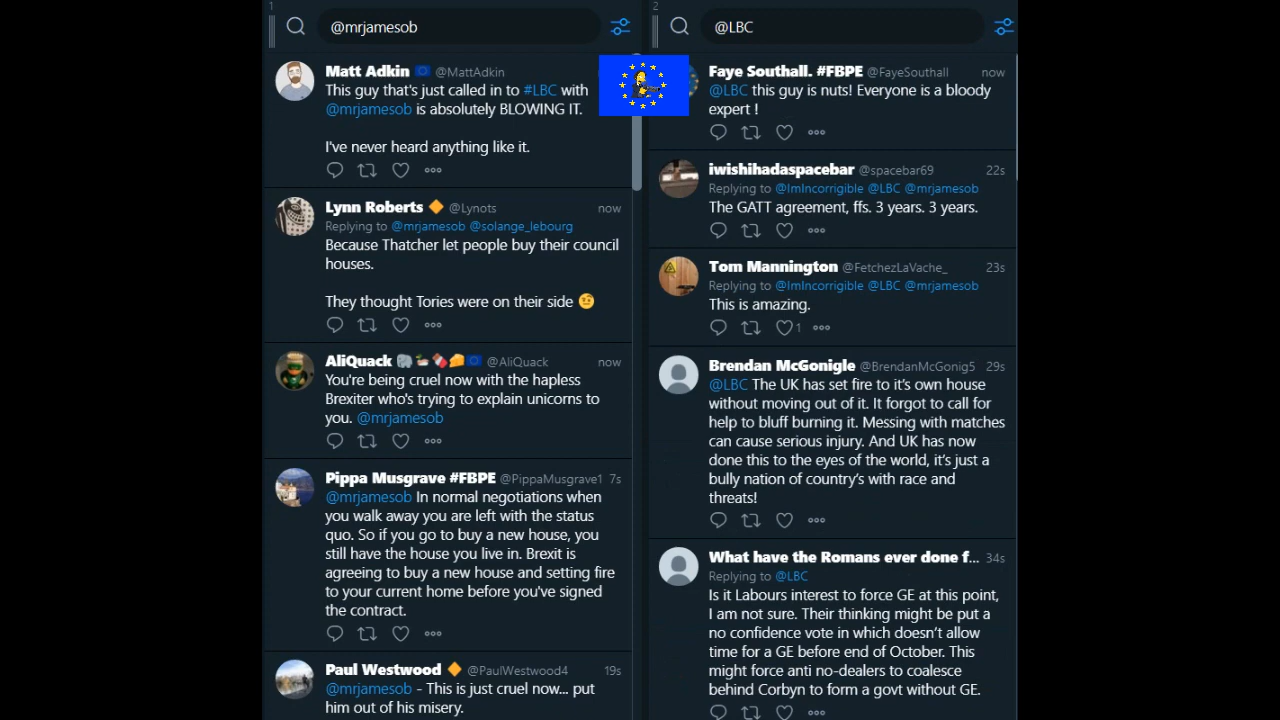 1
@mrjamesob
Matt Adkin @MattAdkin
This guy that's just called in to #LBC with
@mrjamesob is absolutely BLOWING IT.
I've never heard anything like it.
Lynn Roberts 🔶 @Lynots now
Replying to @mrjamesob @solange_lebourg
Because Thatcher let people buy their council
houses.
They thought Tories were on their side 🤨
AliQuack @AliQuack now
You're being cruel now with the hapless
Brexiter who's trying to explain unicorns to
you. @mrjamesob
Pippa Musgrave #FBPE @PippaMusgrave1 7s
@mrjamesob In normal negotiations when
you walk away you are left with the status
quo. So if you go to buy a new house, you
still have the house you live in. Brexit is
agreeing to buy a new house and setting fire
to your current home before you've signed
the contract.
Paul Westwood 🔶 @PaulWestwood4 19s
@mrjamesob - This is just cruel now... put
him out of his misery.
2
@LBC
Faye Southall. #FBPE @FayeSouthall now
@LBC this guy is nuts! Everyone is a bloody
expert !
iwishihadaspacebar @spacebar69 22s
Replying to @ImIncorrigible @LBC @mrjamesob
The GATT agreement, ffs. 3 years. 3 years.
Tom Mannington @FetchezLaVache_ 23s
Replying to @ImIncorrigible @LBC @mrjamesob
This is amazing.
1
Brendan McGonigle @BrendanMcGonig5 29s
@LBC The UK has set fire to it's own house
without moving out of it. It forgot to call for
help to bluff burning it. Messing with matches
can cause serious injury. And UK has now
done this to the eyes of the world, it's just a
bully nation of country's with race and
threats!
What have the Romans ever done f... 34s
Replying to @LBC
Is it Labours interest to force GE at this point,
I am not sure. Their thinking might be put a
no confidence vote in which doesn't allow
time for a GE before end of October. This
might force anti no-dealers to coalesce
behind Corbyn to form a govt without GE.